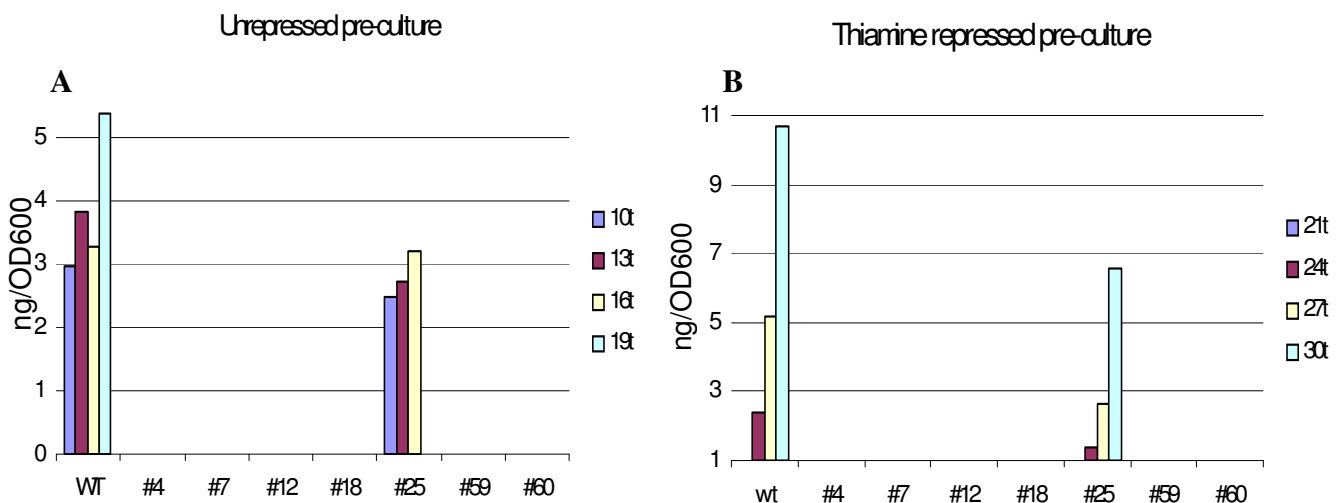 Unrepressed pre-culture
A
ng/OD600
5
4
3
2
1
0
WT #4 #7 #12 #18 #25 #59 #60
10t
13t
16t
19t
Thiamine repressed pre-culture
B
ng/OD600
11
9
7
5
3
1
wt #4 #7 #12 #18 #25 #59 #60
21t
24t
27t
30t